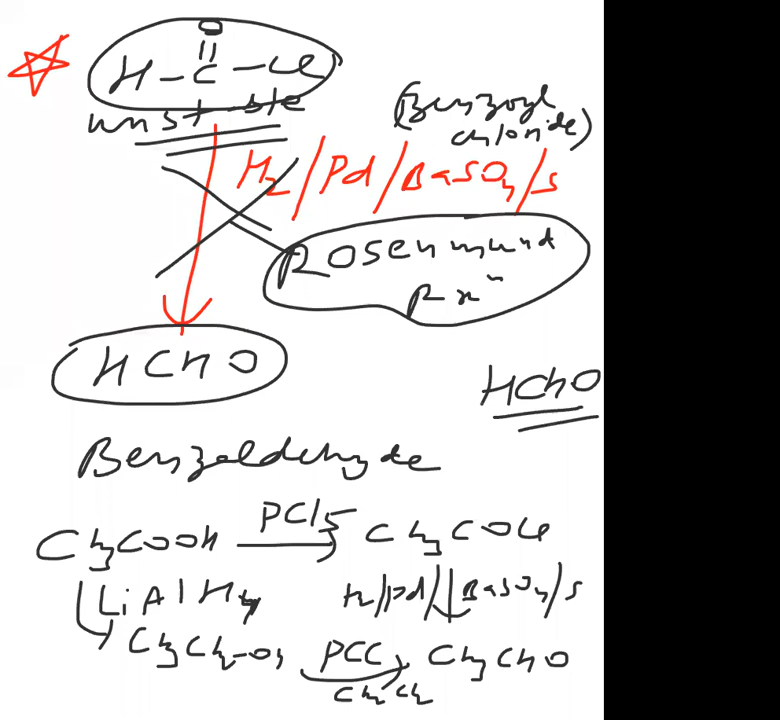 O
||
H-C-Cl
unstable
(Benzoyl
chloride)
H2/Pd/BaSO4/S
Rosenmund
Rxn
HCHO
HCHO
Benzaldehyde
CH3COOH PCl5 CH3COCl
LiAlH4 H2/Pd/BaSO4/S
CH3CH2-OH PCC CH3CHO
CH2Cl2